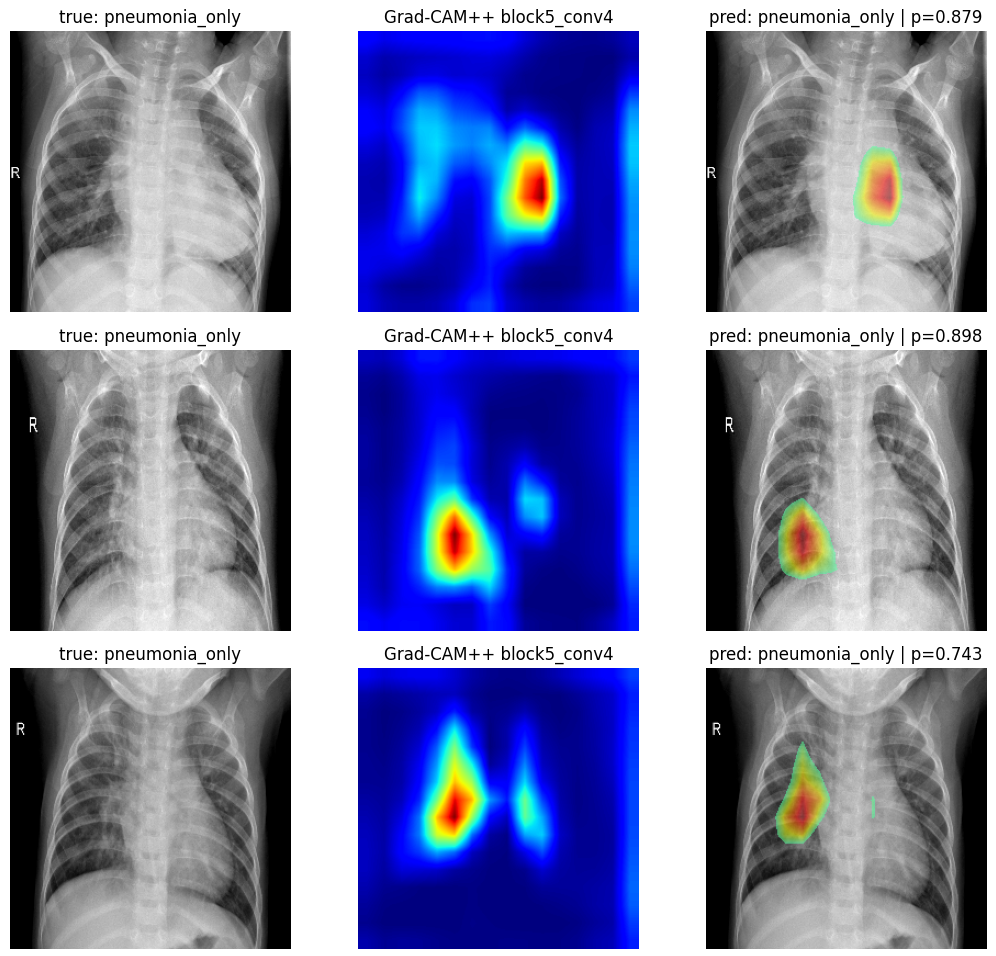 true: pneumonia_only
Grad-CAM++ block5_conv4
pred: pneumonia_only | p=0.879
R
R
true: pneumonia_only
Grad-CAM++ block5_conv4
pred: pneumonia_only | p=0.898
R
R
true: pneumonia_only
Grad-CAM++ block5_conv4
pred: pneumonia_only | p=0.743
R
R